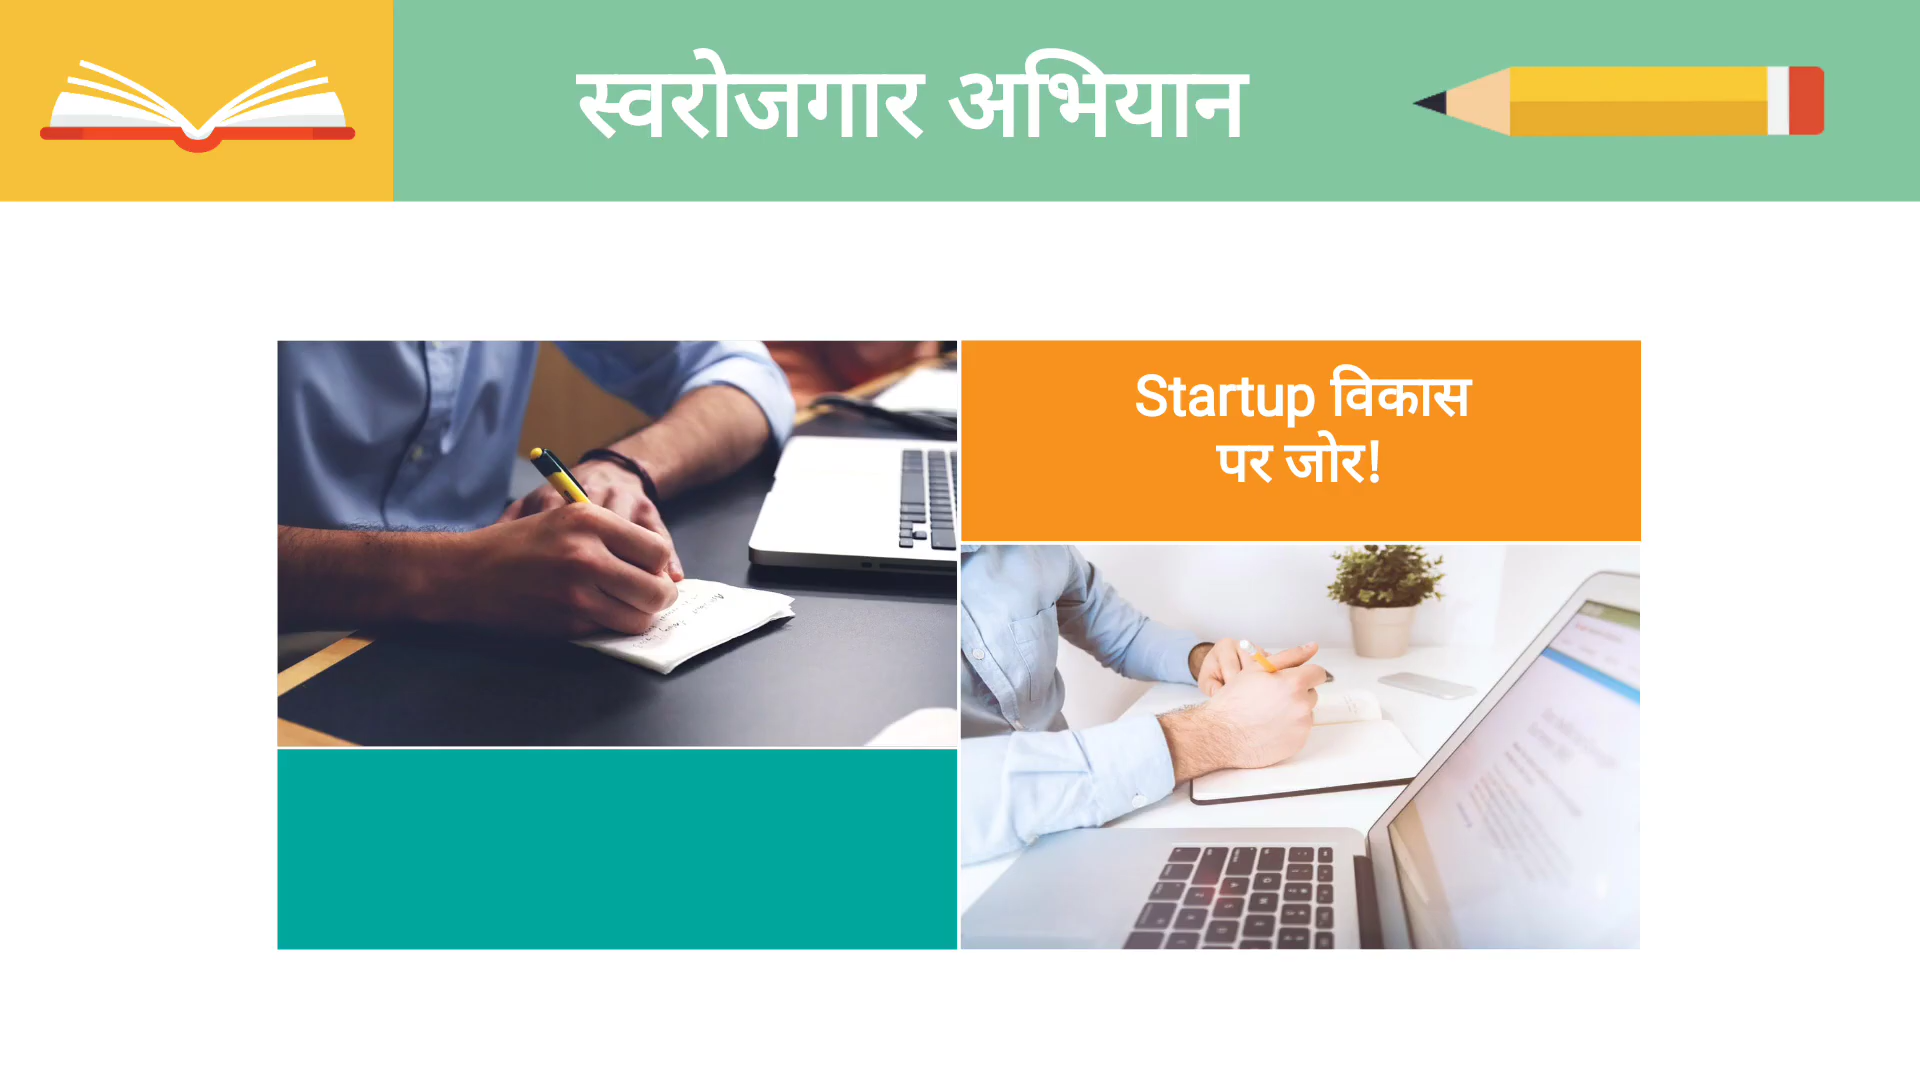 स्वरोजगार अभियान
Startup विकास
पर जोर!